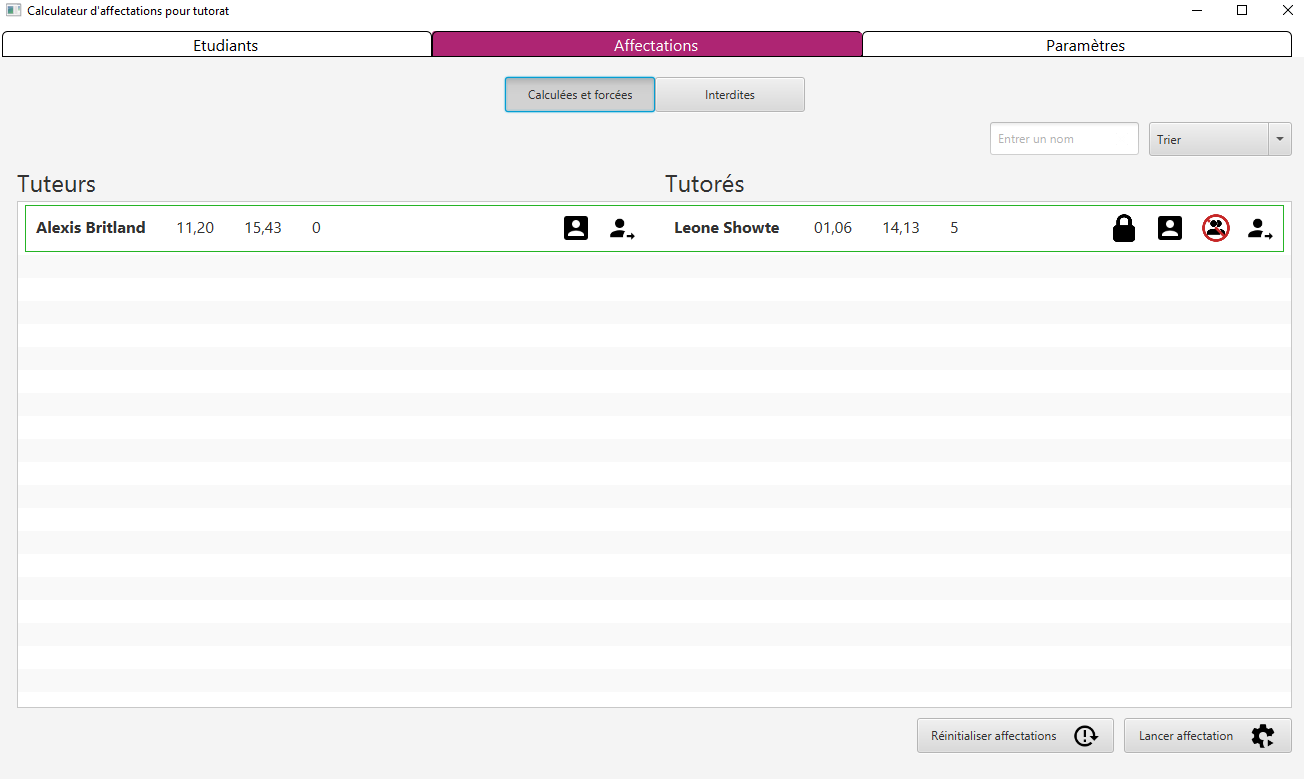 Calculateur d'affectations pour tutorat
Etudiants Affectations Paramètres
Calculées et forcées Interdites
Entrer un nom Trier
Tuteurs Tutorés
Alexis Britland 11,20 15,43 0 Leone Showte 01,06 14,13 5
Réinitialiser affectations Lancer affectation